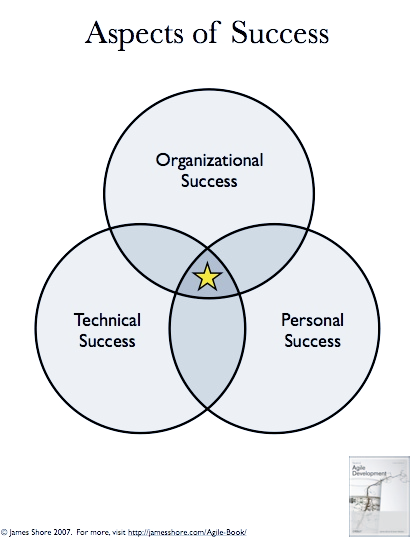 Aspects of Success
Organizational
Success
Technical
Success
Personal
Success
Agile
Development
© James Shore 2007.  For more, visit http://jamesshore.com/Agile-Book/